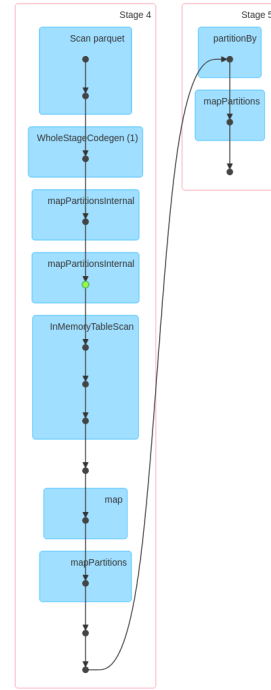 Stage 4
Scan parquet
WholeStageCodegen (1)
mapPartitionsInternal
mapPartitionsInternal
InMemoryTableScan
map
mapPartitions
Stage 5
partitionBy
mapPartitions